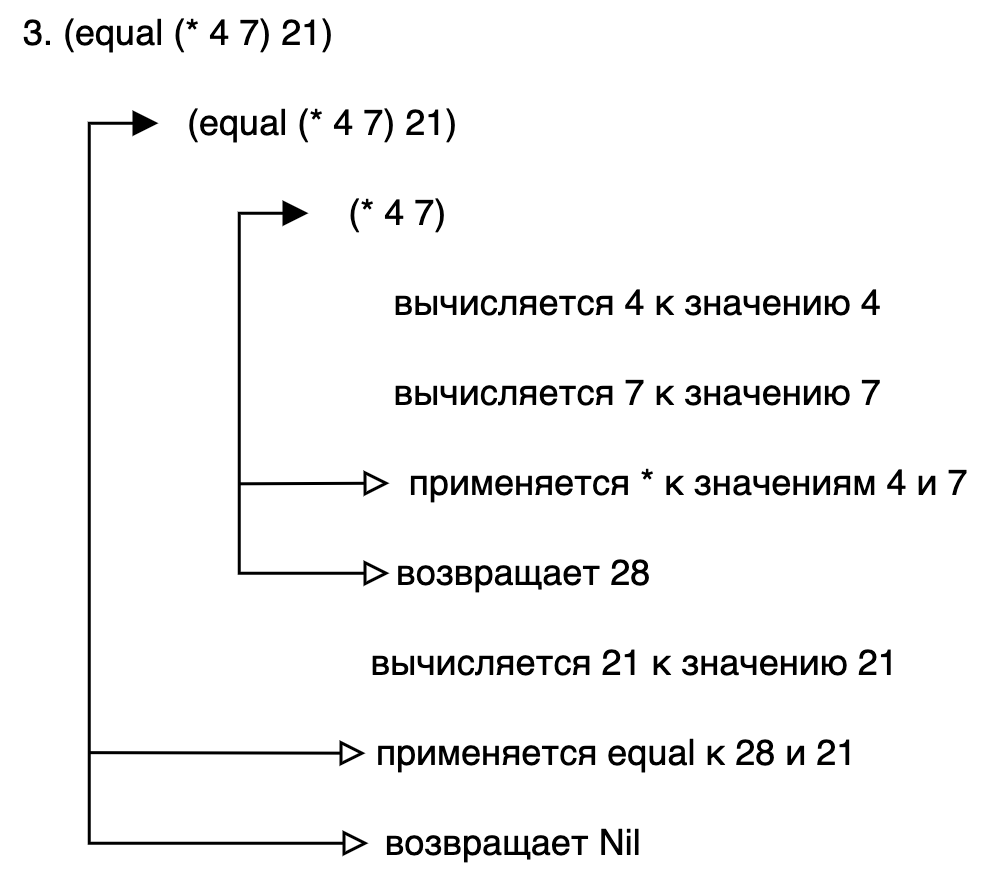 3. (equal (* 4 7) 21)
(equal (* 4 7) 21)
(* 4 7)
вычисляется 4 к значению 4
вычисляется 7 к значению 7
применяется * к значениям 4 и 7
возвращает 28
вычисляется 21 к значению 21
применяется equal к 28 и 21
возвращает Nil